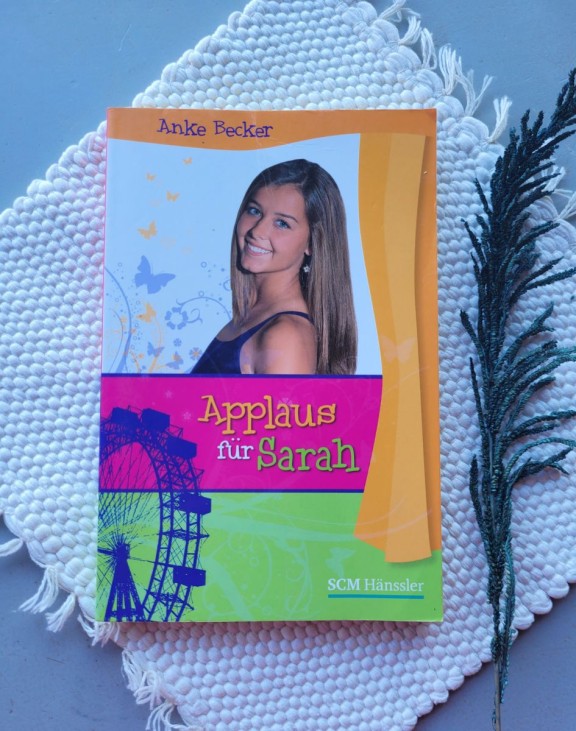 Anke Becker
Applaus
für Sarah
SCM Hänssler